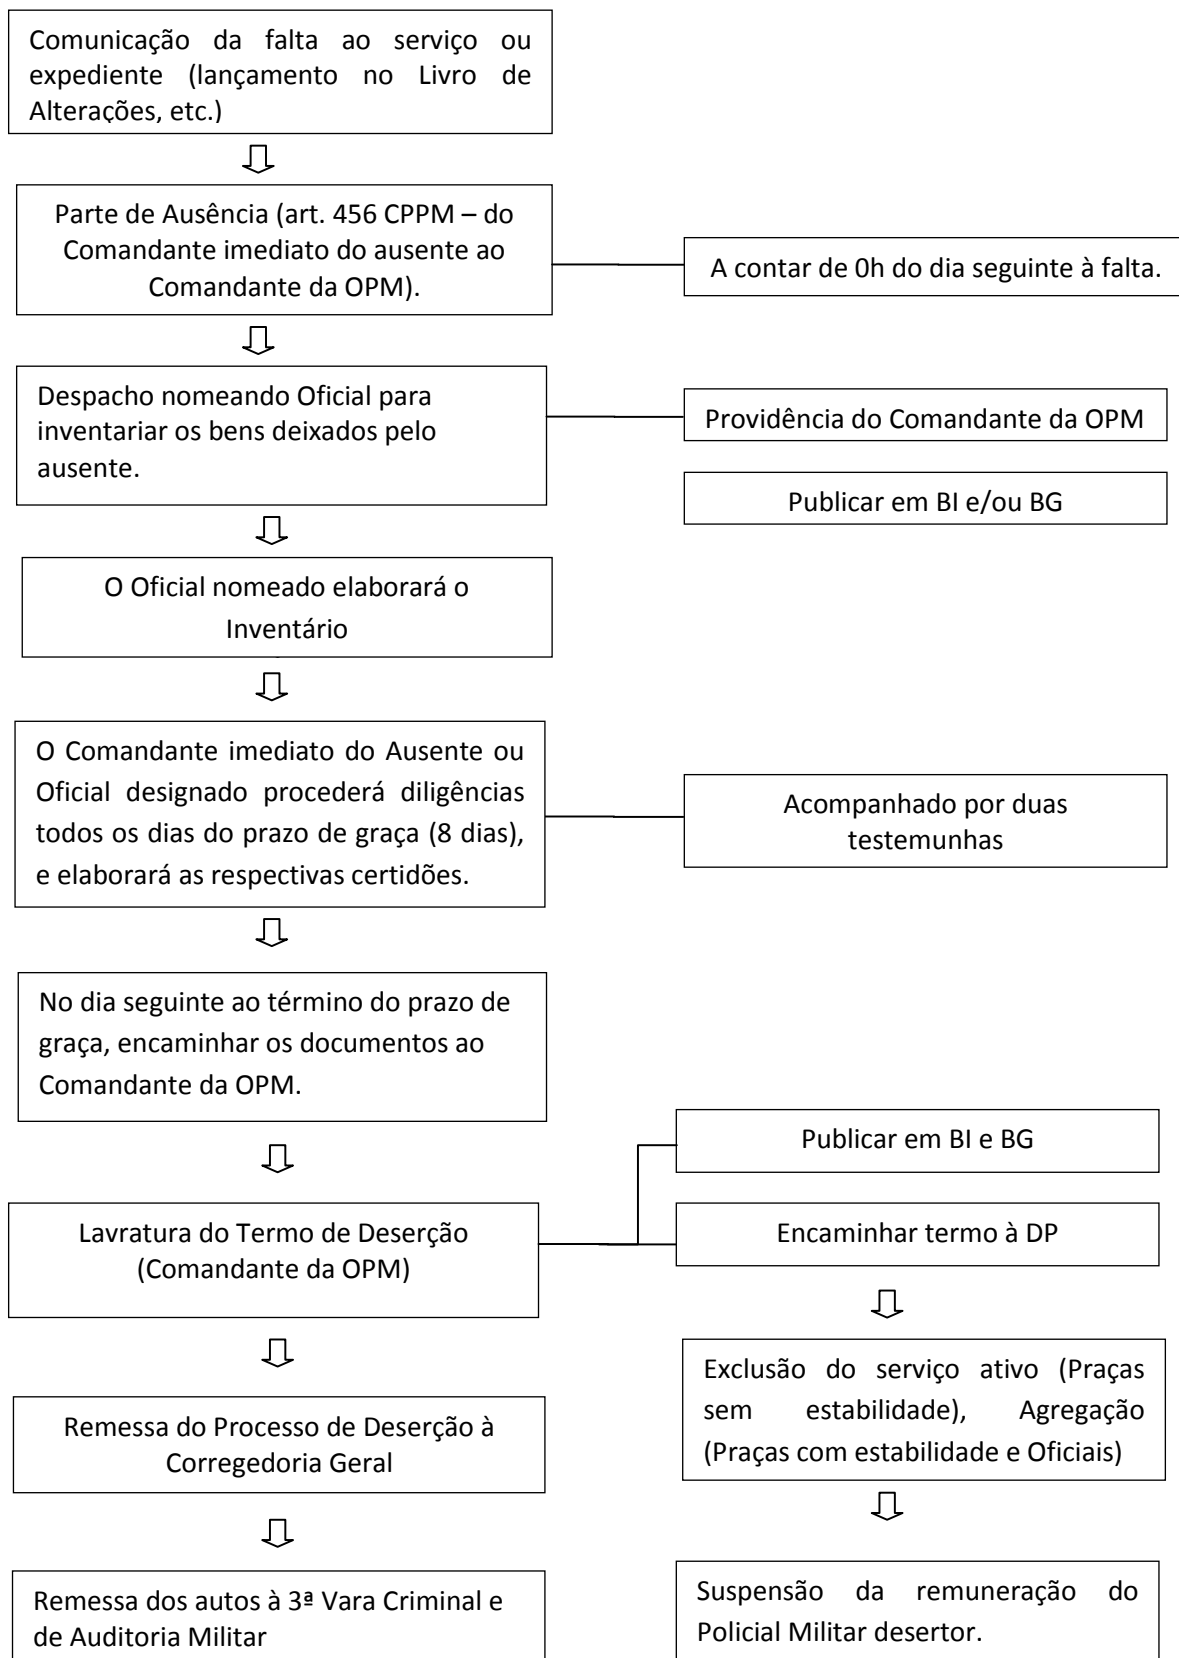 Comunicação da falta ao serviço ou
expediente (lançamento no Livro de
Alterações, etc.)
Parte de Ausência (art. 456 CPPM – do
Comandante imediato do ausente ao
Comandante da OPM).
A contar de 0h do dia seguinte à falta.
Despacho nomeando Oficial para
inventariar os bens deixados pelo
ausente.
Providência do Comandante da OPM
Publicar em BI e/ou BG
O Oficial nomeado elaborará o
Inventário
O Comandante imediato do Ausente ou
Oficial designado procederá diligências
todos os dias do prazo de graça (8 dias),
e elaborará as respectivas certidões.
Acompanhado por duas
testemunhas
No dia seguinte ao término do prazo de
graça, encaminhar os documentos ao
Comandante da OPM.
Publicar em BI e BG
Lavratura do Termo de Deserção
(Comandante da OPM)
Encaminhar termo à DP
Exclusão do serviço ativo (Praças
sem estabilidade), Agregação
(Praças com estabilidade e Oficiais)
Remessa do Processo de Deserção à
Corregedoria Geral
Remessa dos autos à 3ª Vara Criminal e
de Auditoria Militar
Suspensão da remuneração do
Policial Militar desertor.